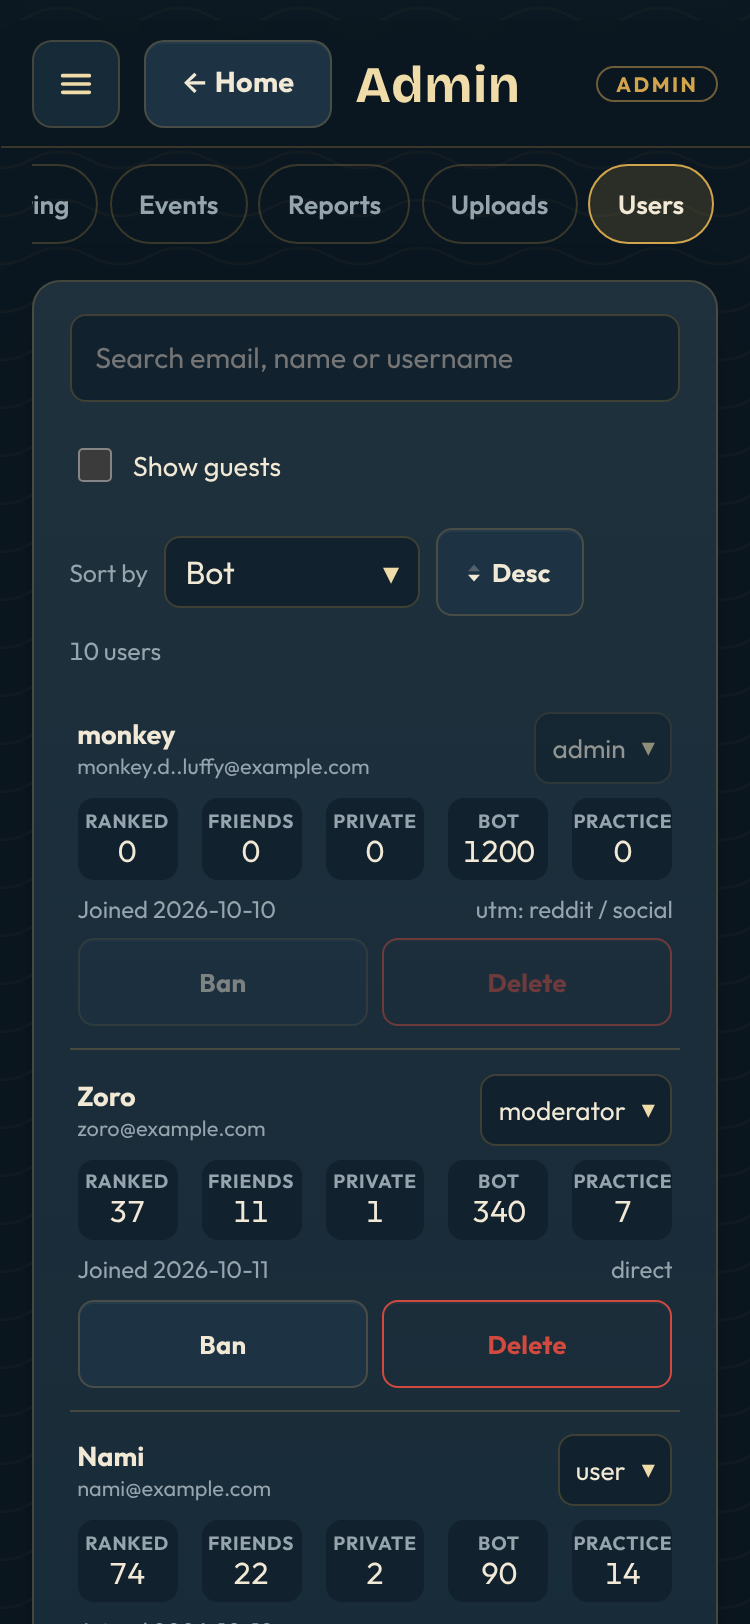 ← Home
Admin
ADMIN
ing
Events
Reports
Uploads
Users
Search email, name or username
Show guests
Sort by
Bot ▼
Desc
10 users
monkey
admin ▼
monkey.d..luffy@example.com
RANKED FRIENDS PRIVATE BOT PRACTICE
0 0 0 1200 0
Joined 2026-10-10 utm: reddit / social
Ban Delete
Zoro
moderator ▼
zoro@example.com
RANKED FRIENDS PRIVATE BOT PRACTICE
37 11 1 340 7
Joined 2026-10-11 direct
Ban Delete
Nami
user ▼
nami@example.com
RANKED FRIENDS PRIVATE BOT PRACTICE
74 22 2 90 14